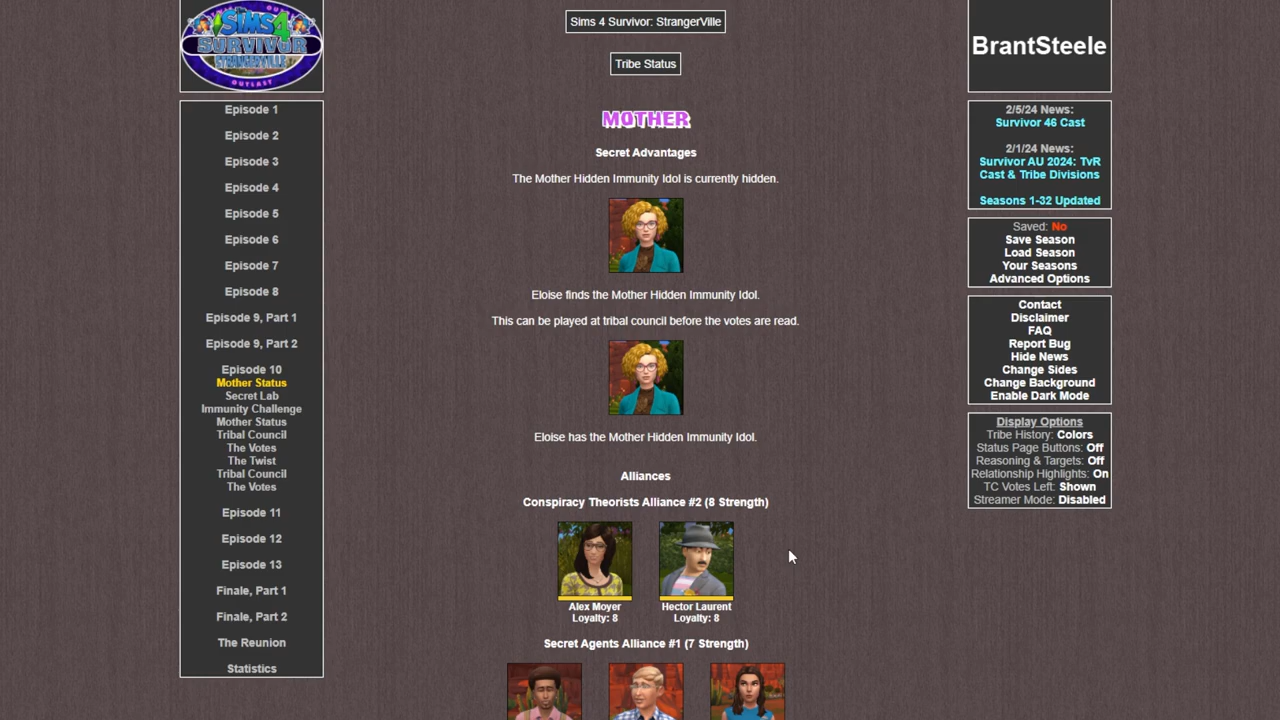 SIMS 4
SURVIVOR
STRANGERVILLE
OUTLAST
Episode 1
Episode 2
Episode 3
Episode 4
Episode 5
Episode 6
Episode 7
Episode 8
Episode 9, Part 1
Episode 9, Part 2
Episode 10
Mother Status
Secret Lab
Immunity Challenge
Mother Status
Tribal Council
The Votes
The Twist
Tribal Council
The Votes
Episode 11
Episode 12
Episode 13
Finale, Part 1
Finale, Part 2
The Reunion
Statistics
Sims 4 Survivor: StrangerVille
Tribe Status
MOTHER
Secret Advantages
The Mother Hidden Immunity Idol is currently hidden.
Eloise finds the Mother Hidden Immunity Idol.
This can be played at tribal council before the votes are read.
Eloise has the Mother Hidden Immunity Idol.
Alliances
Conspiracy Theorists Alliance #2 (8 Strength)
Alex Moyer
Loyalty: 8
Hector Laurent
Loyalty: 8
Secret Agents Alliance #1 (7 Strength)
BrantSteele
2/5/24 News:
Survivor 46 Cast
2/1/24 News:
Survivor AU 2024: TvR
Cast & Tribe Divisions
Seasons 1-32 Updated
Saved: No
Save Season
Load Season
Your Seasons
Advanced Options
Contact
Disclaimer
FAQ
Report Bug
Hide News
Change Sides
Change Background
Enable Dark Mode
Display Options
Tribe History: Colors
Status Page Buttons: Off
Reasoning & Targets: Off
Relationship Highlights: On
TC Votes Left: Shown
Streamer Mode: Disabled